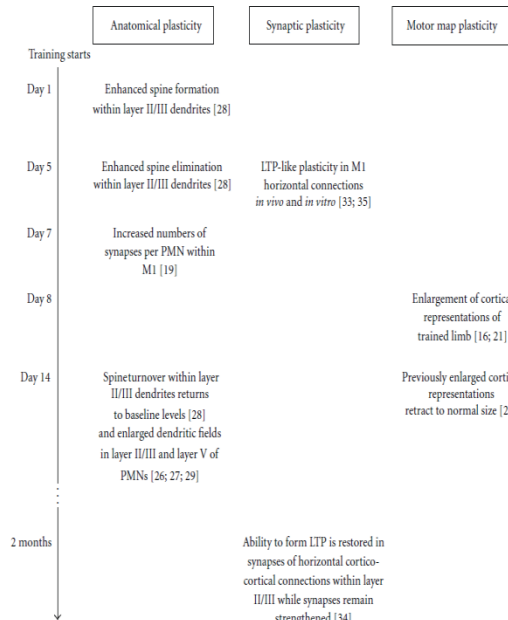 Anatomical plasticity
Synaptic plasticity
Motor map plasticity
Training starts
Day 1
Enhanced spine formation
within layer II/III dendrites [28]
Day 5
Enhanced spine elimination
within layer II/III dendrites [28]
LTP-like plasticity in M1
horizontal connections
in vivo and in vitro [33; 35]
Day 7
Increased numbers of
synapses per PMN within
M1 [19]
Day 8
Enlargement of
representations of
trained limb [16; 21]
Day 14
Spineturnover within layer
II/III dendrites returns
to baseline levels [28]
and enlarged dendritic fields
in layer II/III and layer V of
PMNs [26; 27; 29]
Previously enlarged
representations
retract to normal size
2 months
Ability to form LTP is restored in
synapses of horizontal cortico-
cortical connections within layer
II/III while synapses remain
strengthened [34]